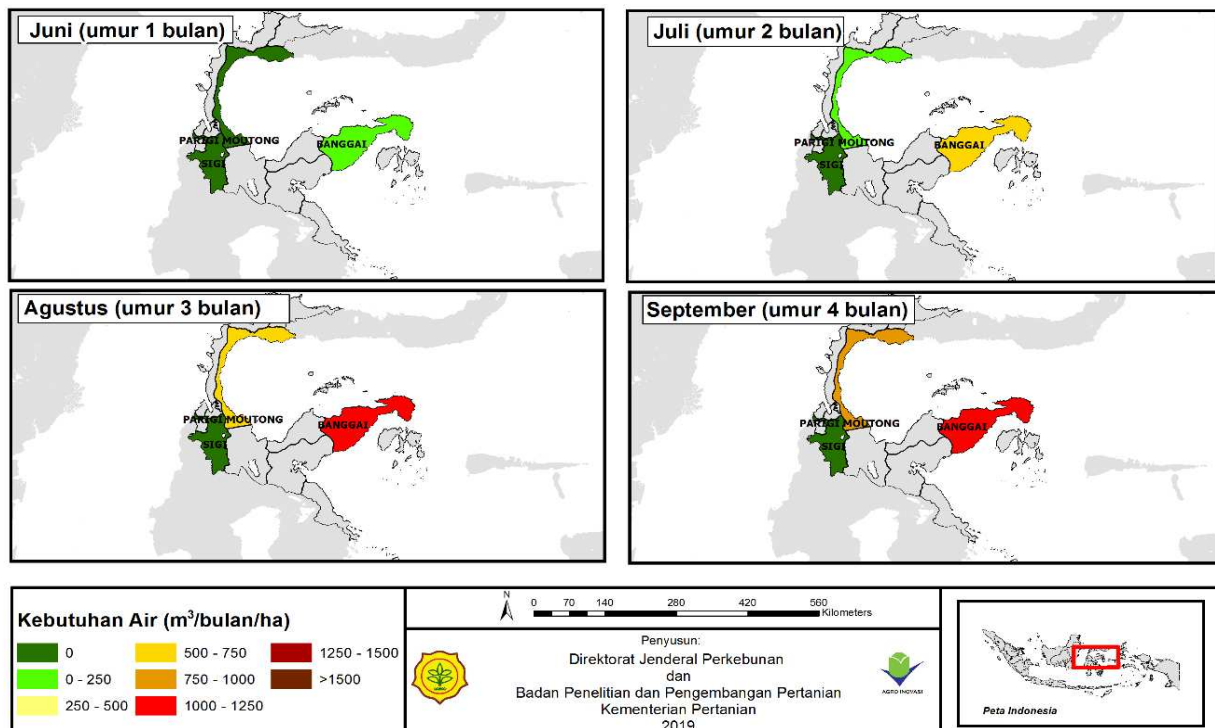 Juni (umur 1 bulan)
PARIGI MOUTONG
SIGI
BANGGAI
Juli (umur 2 bulan)
PARIGI MOUTONG
SIGI
BANGGAI
Agustus (umur 3 bulan)
PARIGI MOUTONG
SIGI
BANGGAI
September (umur 4 bulan)
PARIGI MOUTONG
SIGI
BANGGAI
Kebutuhan Air (m³/bulan/ha)
0
0 - 250
250 - 500
500 - 750
750 - 1000
1000 - 1250
1250 - 1500
>1500
N
0 70 140 280 420 560
Kilometers
Penyusun:
Direktorat Jenderal Perkebunan
dan
Badan Penelitian dan Pengembangan Pertanian
Kementerian Pertanian
2019
AGRO INOVASI
Peta Indonesia